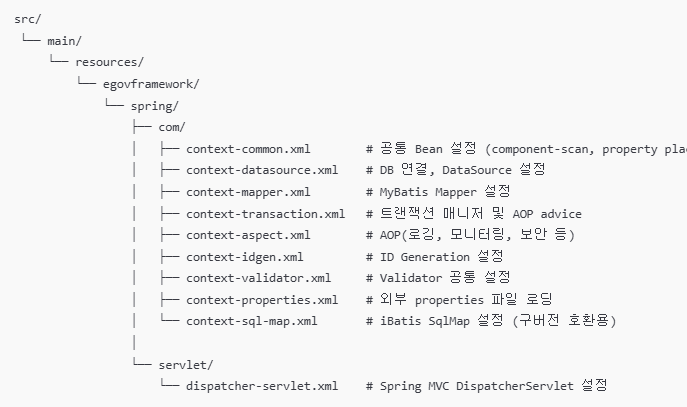 src/
└── main/
    └── resources/
        └── egovframework/
            └── spring/
                ├── com/
                │   ├── context-common.xml        # 공통 Bean 설정 (component-scan, property plac
                │   ├── context-datasource.xml    # DB 연결, DataSource 설정
                │   ├── context-mapper.xml        # MyBatis Mapper 설정
                │   ├── context-transaction.xml   # 트랜잭션 매니저 및 AOP advice
                │   ├── context-aspect.xml        # AOP(로깅, 모니터링, 보안 등)
                │   ├── context-idgen.xml         # ID Generation 설정
                │   ├── context-validator.xml     # Validator 공통 설정
                │   ├── context-properties.xml    # 외부 properties 파일 로딩
                │   └── context-sql-map.xml       # iBatis SqlMap 설정 (구버전 호환용)
                │
                └── servlet/
                    └── dispatcher-servlet.xml    # Spring MVC DispatcherServlet 설정